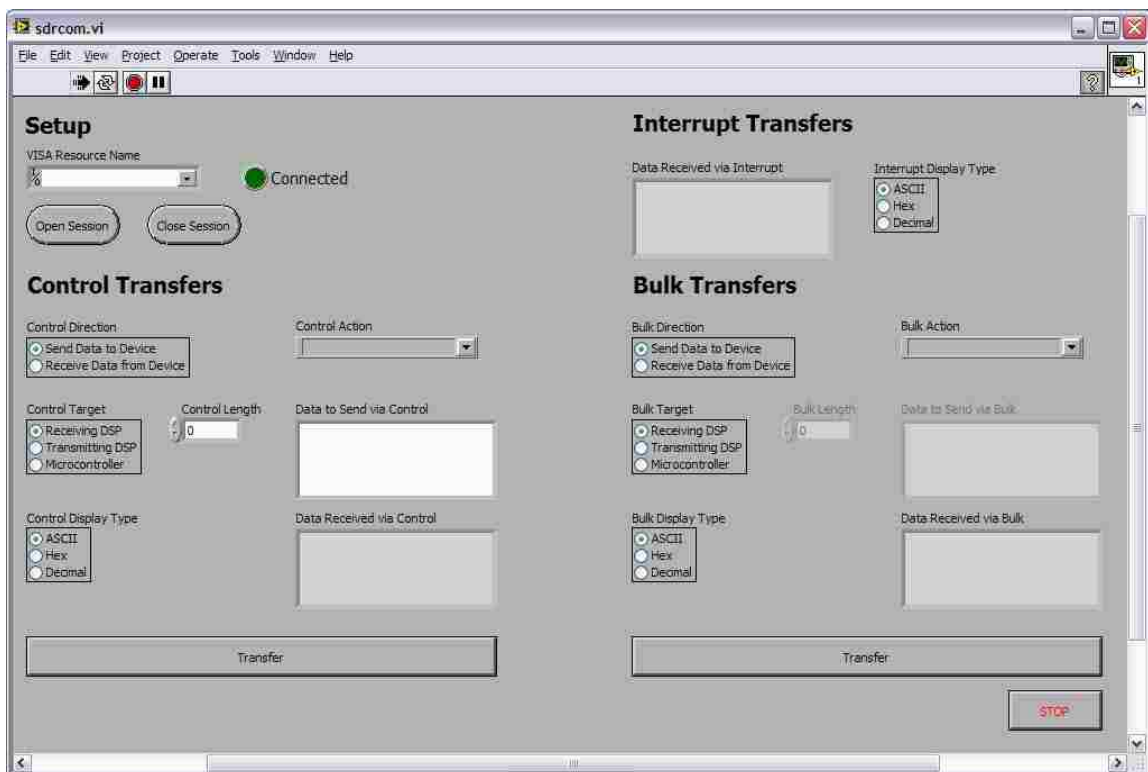 sdrcom.vi
File Edit View Project Operate Tools Window Help
Setup
VISA Resource Name
Connected
Open Session
Close Session
Interrupt Transfers
Data Received via Interrupt
Interrupt Display Type
ASCII
Hex
Decimal
Control Transfers
Control Direction
Send Data to Device
Receive Data from Device
Control Action
Control Target
Receiving DSP
Transmitting DSP
Microcontroller
Control Length
0
Data to Send via Control
Control Display Type
ASCII
Hex
Decimal
Data Received via Control
Transfer
Bulk Transfers
Bulk Direction
Send Data to Device
Receive Data from Device
Bulk Action
Bulk Target
Receiving DSP
Transmitting DSP
Microcontroller
Bulk Length
0
Data to Send via Bulk
Bulk Display Type
ASCII
Hex
Decimal
Data Received via Bulk
Transfer
STOP